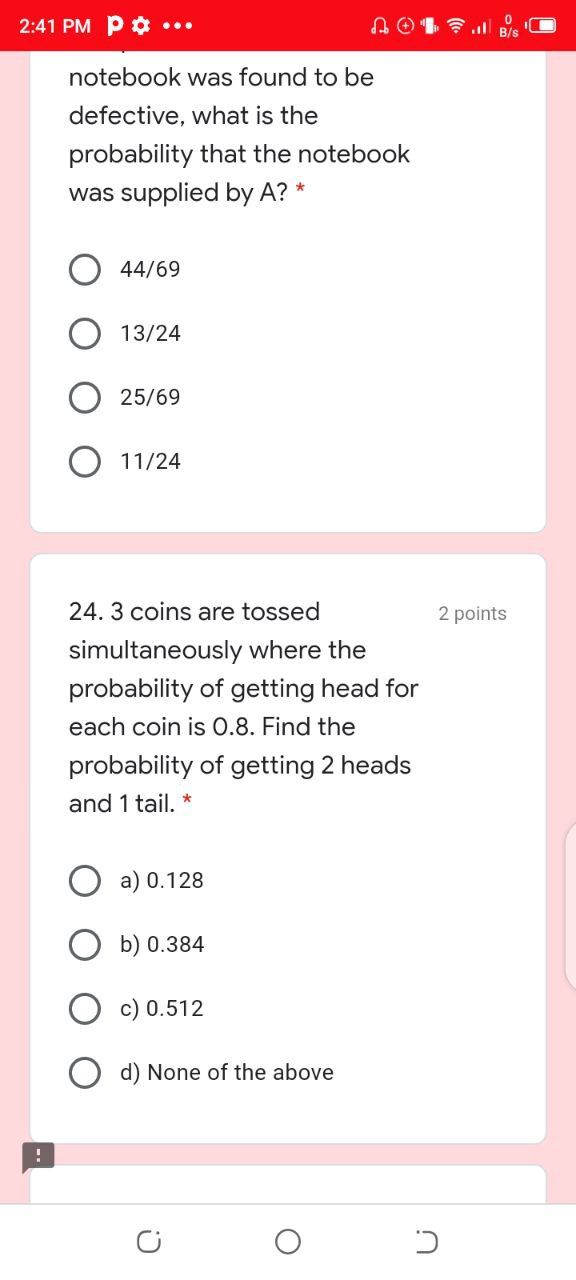 2:41 PM
0
B/s
notebook was found to be
defective, what is the
probability that the notebook
was supplied by A? *
44/69
13/24
25/69
11/24
24. 3 coins are tossed
2 points
simultaneously where the
probability of getting head for
each coin is 0.8. Find the
probability of getting 2 heads
and 1 tail. *
a) 0.128
b) 0.384
c) 0.512
d) None of the above